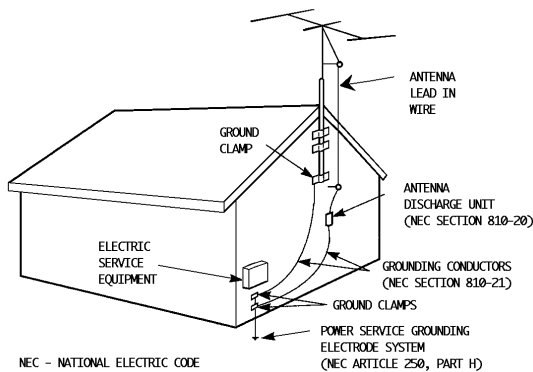 ANTENNA
LEAD IN
WIRE
GROUND
CLAMP
ANTENNA
DISCHARGE UNIT
(NEC SECTION 810-20)
ELECTRIC
SERVICE
EQUIPMENT
GROUNDING CONDUCTORS
(NEC SECTION 810-21)
GROUND CLAMPS
POWER SERVICE GROUNDING
ELECTRODE SYSTEM
(NEC ARTICLE 250, PART H)
NEC - NATIONAL ELECTRIC CODE